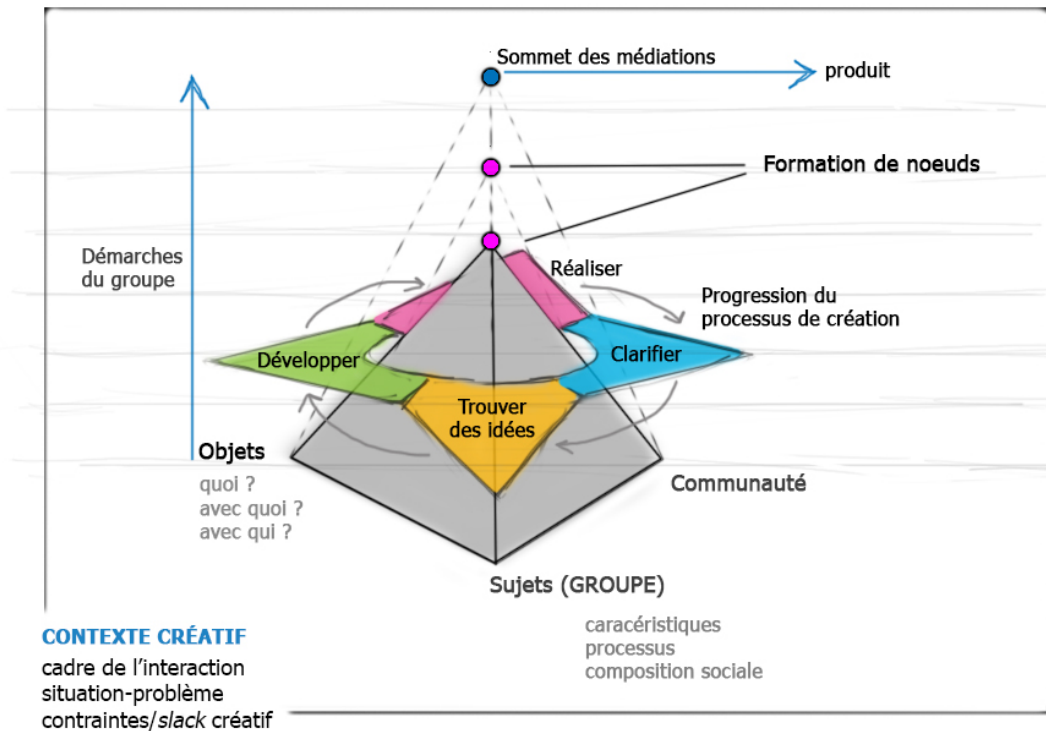 Sommet des médiations
produit
Formation de noeuds
Démarches
du groupe
Réaliser
Progression du
processus de création
Développer
Clarifier
Trouver
des idées
Objets
quoi ?
avec quoi ?
avec qui ?
Communauté
Sujets (GROUPE)
caracéristiques
processus
composition sociale
CONTEXTE CRÉATIF
cadre de l'interaction
situation-problème
contraintes/slack créatif